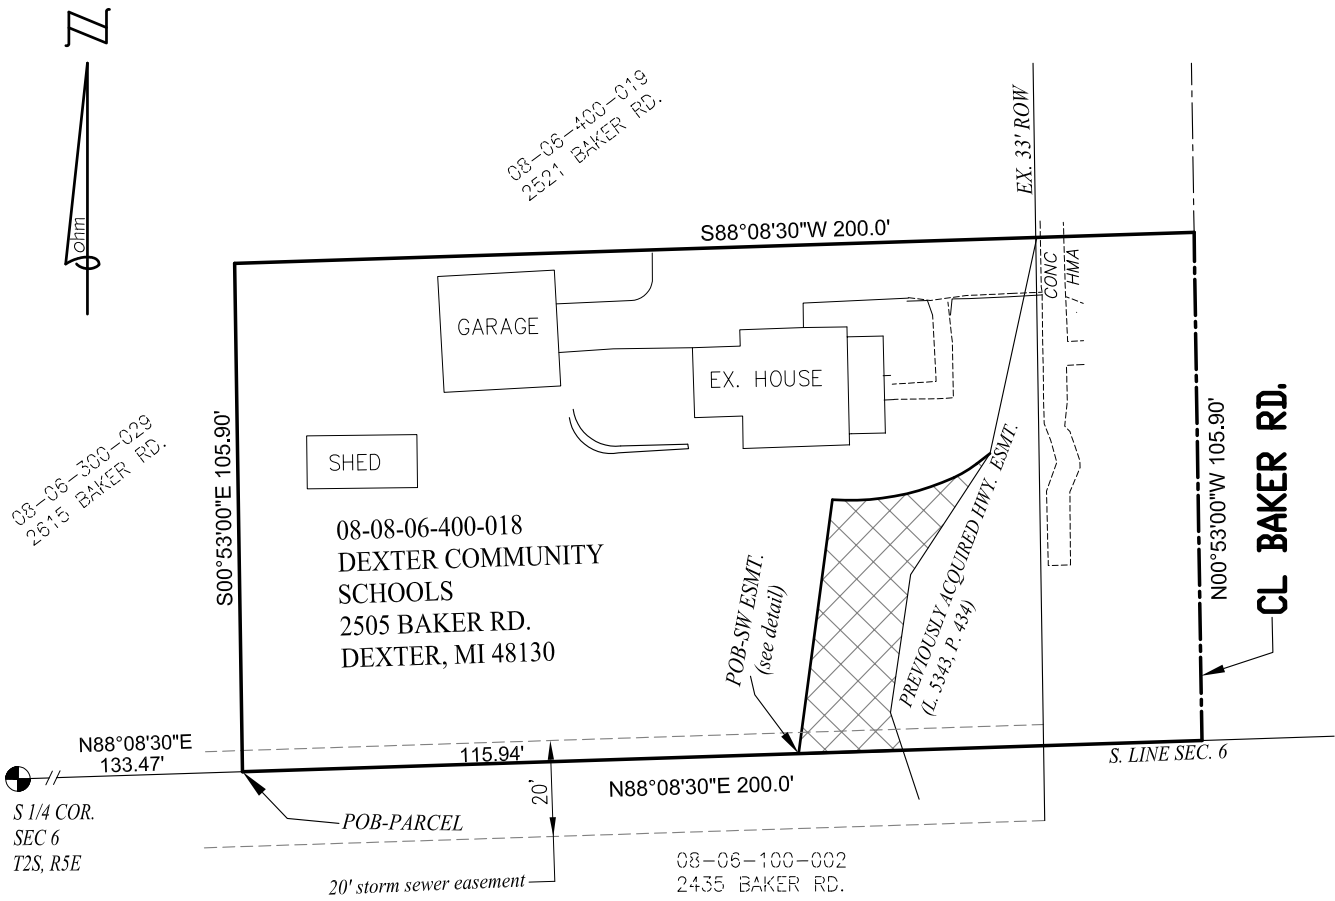 N
ohm
08-06-400-019
2521 BAKER RD.
EX. 33' ROW
S88°08'30"W 200.0'
CONC
HMA
GARAGE
EX. HOUSE
SHED
08-06-300-029
2615 BAKER RD.
S00°53'00"E 105.90'
08-08-06-400-018
DEXTER COMMUNITY
SCHOOLS
2505 BAKER RD.
DEXTER, MI 48130
POB-SW ESMT.
(see detail)
PREVIOUSLY ACQUIRED HWY. ESMT.
(L. 5343, P. 434)
N00°53'00"W 105.90'
CL BAKER RD.
N88°08'30"E
133.47'
115.94'
S. LINE SEC. 6
20'
N88°08'30"E 200.0'
S 1/4 COR.
SEC 6
T2S, R5E
POB-PARCEL
20' storm sewer easement
08-06-100-002
2435 BAKER RD.